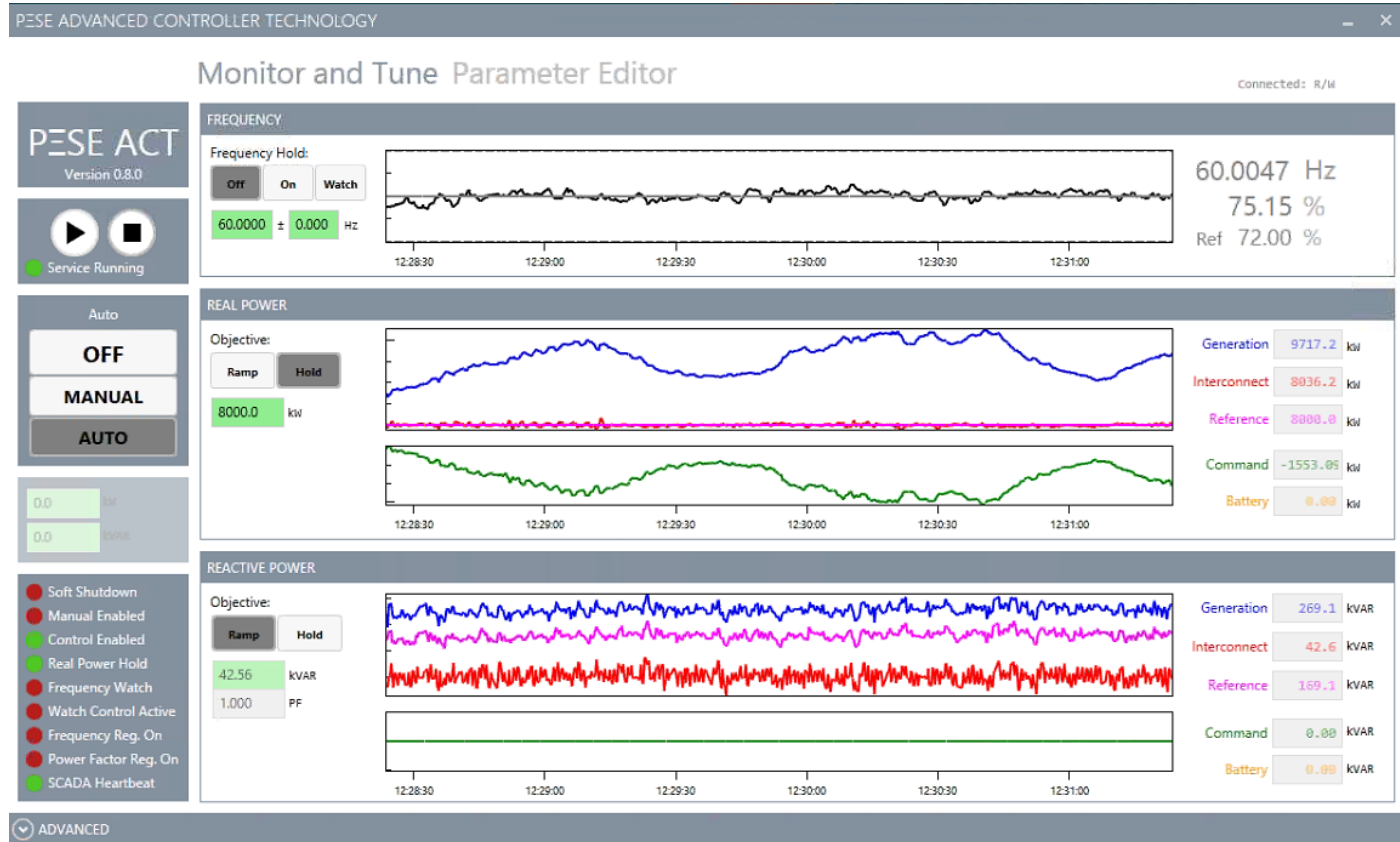 PΞSE ADVANCED CONTROLLER TECHNOLOGY
Monitor and Tune Parameter Editor
Connected: R/W
PΞSE ACT
Version 0.8.0
Service Running
Auto
OFF
MANUAL
AUTO
0.0 kW
0.0 kVAR
Soft Shutdown
Manual Enabled
Control Enabled
Real Power Hold
Frequency Watch
Watch Control Active
Frequency Reg. On
Power Factor Reg. On
SCADA Heartbeat
FREQUENCY
Frequency Hold:
Off On Watch
60.0000 ± 0.000 Hz
12:28:30 12:29:00 12:29:30 12:30:00 12:30:30 12:31:00
60.0047 Hz
75.15 %
Ref 72.00 %
REAL POWER
Objective:
Ramp Hold
8000.0 kW
12:28:30 12:29:00 12:29:30 12:30:00 12:30:30 12:31:00
Generation 9717.2 kW
Interconnect 8036.2 kW
Reference 8000.0 kW
Command -1553.09 kW
Battery 0.00 kW
REACTIVE POWER
Objective:
Ramp Hold
42.56 kVAR
1.000 PF
12:28:30 12:29:00 12:29:30 12:30:00 12:30:30 12:31:00
Generation 269.1 kVAR
Interconnect 42.6 kVAR
Reference 169.1 kVAR
Command 0.00 kVAR
Battery 0.00 kVAR
ADVANCED